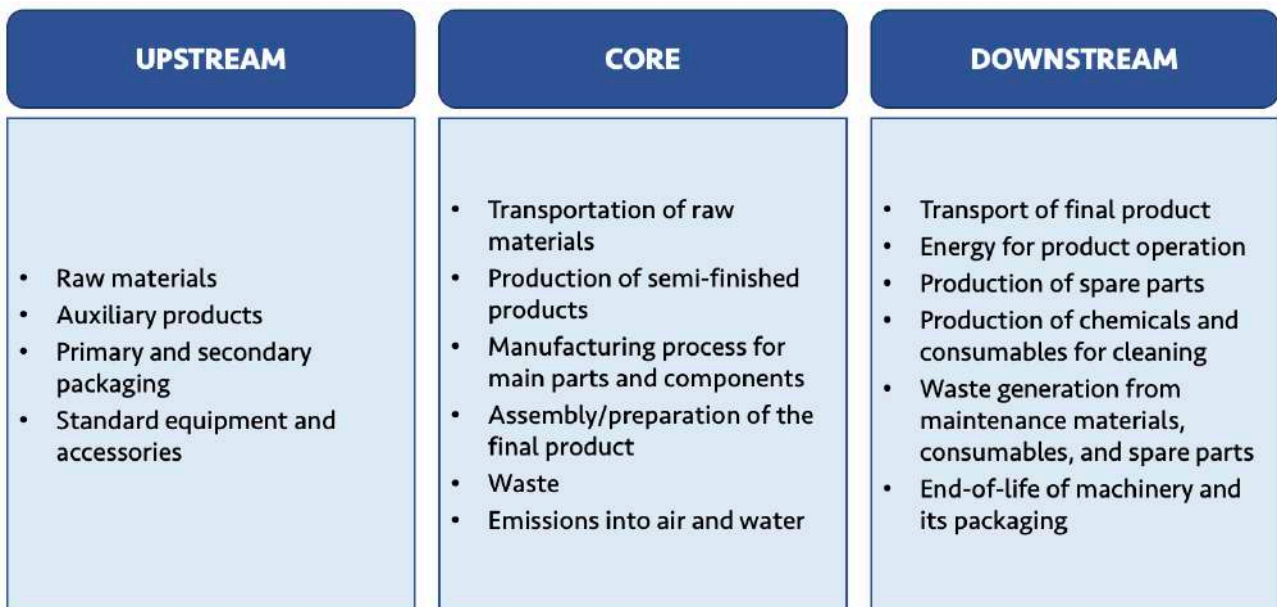 UPSTREAM
• Raw materials
• Auxiliary products
• Primary and secondary
packaging
• Standard equipment and
accessories
CORE
• Transportation of raw
materials
• Production of semi-finished
products
• Manufacturing process for
main parts and components
• Assembly/preparation of the
final product
• Waste
• Emissions into air and water
DOWNSTREAM
• Transport of final product
• Energy for product operation
• Production of spare parts
• Production of chemicals and
consumables for cleaning
• Waste generation from
maintenance materials,
consumables, and spare parts
• End-of-life of machinery and
its packaging